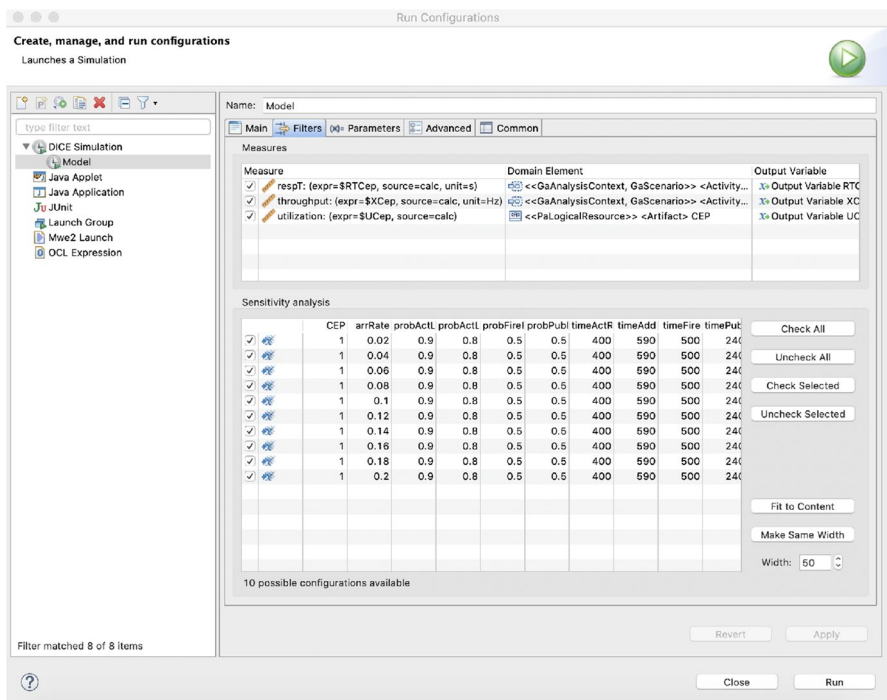 Run Configurations
Create, manage, and run configurations
Launches a Simulation
type filter text
DICE Simulation
Model
Java Applet
Java Application
JUnit
Launch Group
Mwe2 Launch
OCL Expression
Filter matched 8 of 8 items
Name: Model
Main Filters (x)= Parameters Advanced Common
Measures
Measure Domain Element Output Variable
respT: (expr=$RTCep, source=calc, unit=s) <<GaAnalysisContext, GaScenario>> <Activity... X= Output Variable RTC
throughput: (expr=$XCep, source=calc, unit=Hz) <<GaAnalysisContext, GaScenario>> <Activity... X= Output Variable XC
utilization: (expr=$UCep, source=calc) <<PaLogicalResource>> <Artifact> CEP X= Output Variable UC
Sensitivity analysis
CEP arrRate probActL probActL probFireI probPubl timeActR timeAdd timeFire timePub
1 0.02 0.9 0.8 0.5 0.5 400 590 500 240
1 0.04 0.9 0.8 0.5 0.5 400 590 500 240
1 0.06 0.9 0.8 0.5 0.5 400 590 500 240
1 0.08 0.9 0.8 0.5 0.5 400 590 500 240
1 0.1 0.9 0.8 0.5 0.5 400 590 500 240
1 0.12 0.9 0.8 0.5 0.5 400 590 500 240
1 0.14 0.9 0.8 0.5 0.5 400 590 500 240
1 0.16 0.9 0.8 0.5 0.5 400 590 500 240
1 0.18 0.9 0.8 0.5 0.5 400 590 500 240
1 0.2 0.9 0.8 0.5 0.5 400 590 500 240
Check All
Uncheck All
Check Selected
Uncheck Selected
Fit to Content
Make Same Width
Width: 50
10 possible configurations available
Revert Apply
? Close Run